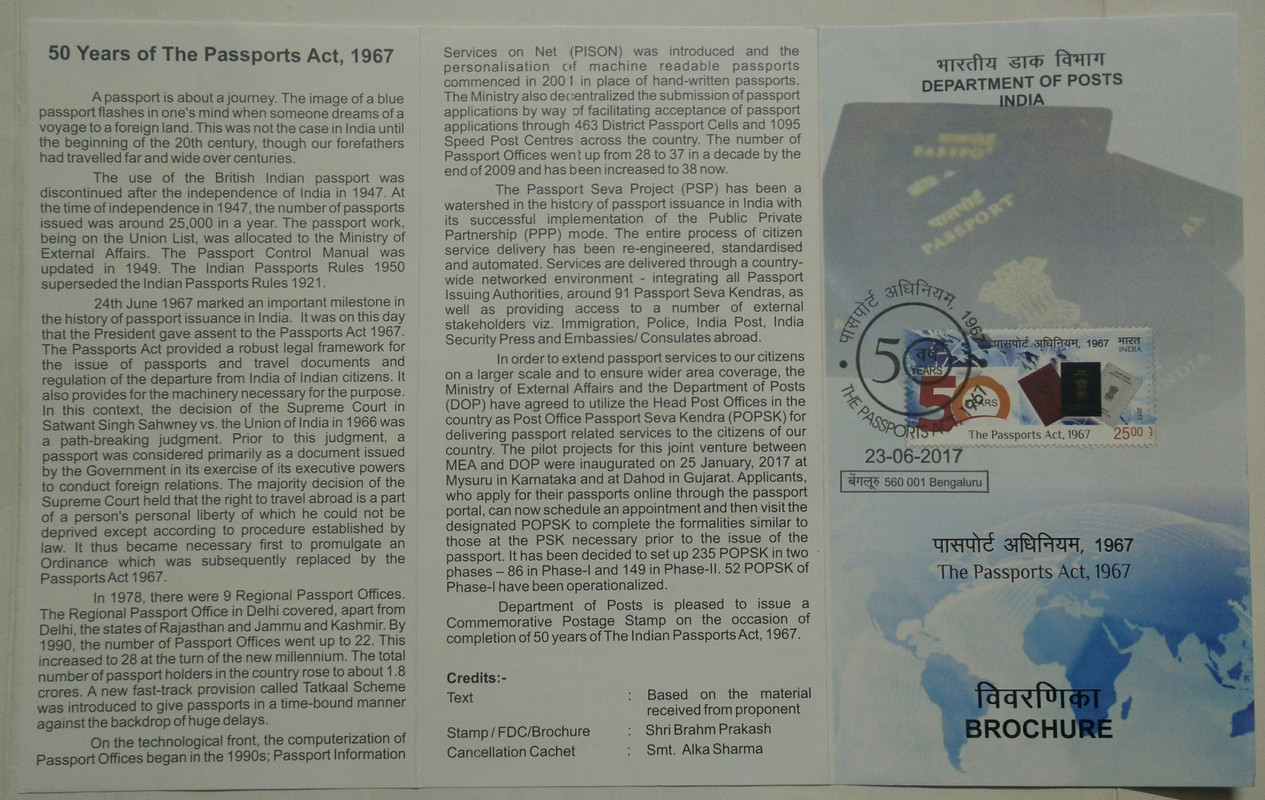 50 Years of The Passports Act, 1967
A passport is about a journey. The image of a blue
passport flashes in one's mind when someone dreams of a
voyage to a foreign land. This was not the case in India until
the beginning of the 20th century, though our forefathers
had travelled far and wide over centuries.
The use of the British Indian passport was
discontinued after the independence of India in 1947. At
the time of independence in 1947, the number of passports
issued was around 25,000 in a year. The passport work,
being on the Union List, was allocated to the Ministry of
External Affairs. The Passport Control Manual was
updated in 1949. The Indian Passports Rules 1950
superseded the Indian Passports Rules 1921.
24th June 1967 marked an important milestone in
the history of passport issuance in India. It was on this day
that the President gave assent to the Passports Act 1967.
The Passports Act provided a robust legal framework for
the issue of passports and travel documents and
regulation of the departure from India of Indian citizens. It
also provides for the machinery necessary for the purpose.
In this context, the decision of the Supreme Court in
Satwant Singh Sahwney vs. the Union of India in 1966 was
a path-breaking judgment. Prior to this judgment, a
passport was considered primarily as a document issued
by the Government in its exercise of its executive powers
to conduct foreign relations. The majority decision of the
Supreme Court held that the right to travel abroad is a part
of a person's personal liberty of which he could not be
deprived except according to procedure established by
law. It thus became necessary first to promulgate an
Ordinance which was subsequently replaced by the
Passports Act 1967.
In 1978, there were 9 Regional Passport Offices.
The Regional Passport Office in Delhi covered, apart from
Delhi, the states of Rajasthan and Jammu and Kashmir. By
1990, the number of Passport Offices went up to 22. This
increased to 28 at the turn of the new millennium. The total
number of passport holders in the country rose to about 1.8
crores. A new fast-track provision called Tatkaal Scheme
was introduced to give passports in a time-bound manner
against the backdrop of huge delays.
On the technological front, the computerization of
Passport Offices began in the 1990s; Passport Information
Services on Net (PISON) was introduced and the
personalisation of machine readable passports
commenced in 2001 in place of hand-written passports.
The Ministry also decentralized the submission of passport
applications by way of facilitating acceptance of passport
applications through 463 District Passport Cells and 1095
Speed Post Centres across the country. The number of
Passport Offices went up from 28 to 37 in a decade by the
end of 2009 and has been increased to 38 now.
The Passport Seva Project (PSP) has been a
watershed in the history of passport issuance in India with
its successful implementation of the Public Private
Partnership (PPP) mode. The entire process of citizen
service delivery has been re-engineered, standardised
and automated. Services are delivered through a country-
wide networked environment - integrating all Passport
Issuing Authorities, around 91 Passport Seva Kendras, as
well as providing access to a number of external
stakeholders viz. Immigration, Police, India Post, India
Security Press and Embassies/ Consulates abroad.
In order to extend passport services to our citizens
on a larger scale and to ensure wider area coverage, the
Ministry of External Affairs and the Department of Posts
(DOP) have agreed to utilize the Head Post Offices in the
country as Post Office Passport Seva Kendra (POPSK) for
delivering passport related services to the citizens of our
country. The pilot projects for this joint venture between
MEA and DOP were inaugurated on 25 January, 2017 at
Mysuru in Karnataka and at Dahod in Gujarat. Applicants,
who apply for their passports online through the passport
portal, can now schedule an appointment and then visit the
designated POPSK to complete the formalities similar to
those at the PSK necessary prior to the issue of the
passport. It has been decided to set up 235 POPSK in two
phases – 86 in Phase-I and 149 in Phase-II. 52 POPSK of
Phase-I have been operationalized.
Department of Posts is pleased to issue a
Commemorative Postage Stamp on the occasion of
completion of 50 years of The Indian Passports Act, 1967.
Credits:-
Text : Based on the material
received from proponent
Stamp / FDC/Brochure : Shri Brahm Prakash
Cancellation Cachet : Smt. Alka Sharma
भारतीय डाक विभाग
DEPARTMENT OF POSTS
INDIA
पासपोर्ट
PASSPORT
पासपोर्ट अधिनियम, 1967
50 वर्ष
YEARS
THE PASSPORTS ACT, 1967
पासपोर्ट अधिनियम, 1967 भारत
INDIA
50 YEARS
The Passports Act, 1967 2500
2017
23-06-2017
बेंगलूरु 560 001 Bengaluru
पासपोर्ट अधिनियम, 1967
The Passports Act, 1967
विवरणिका
BROCHURE